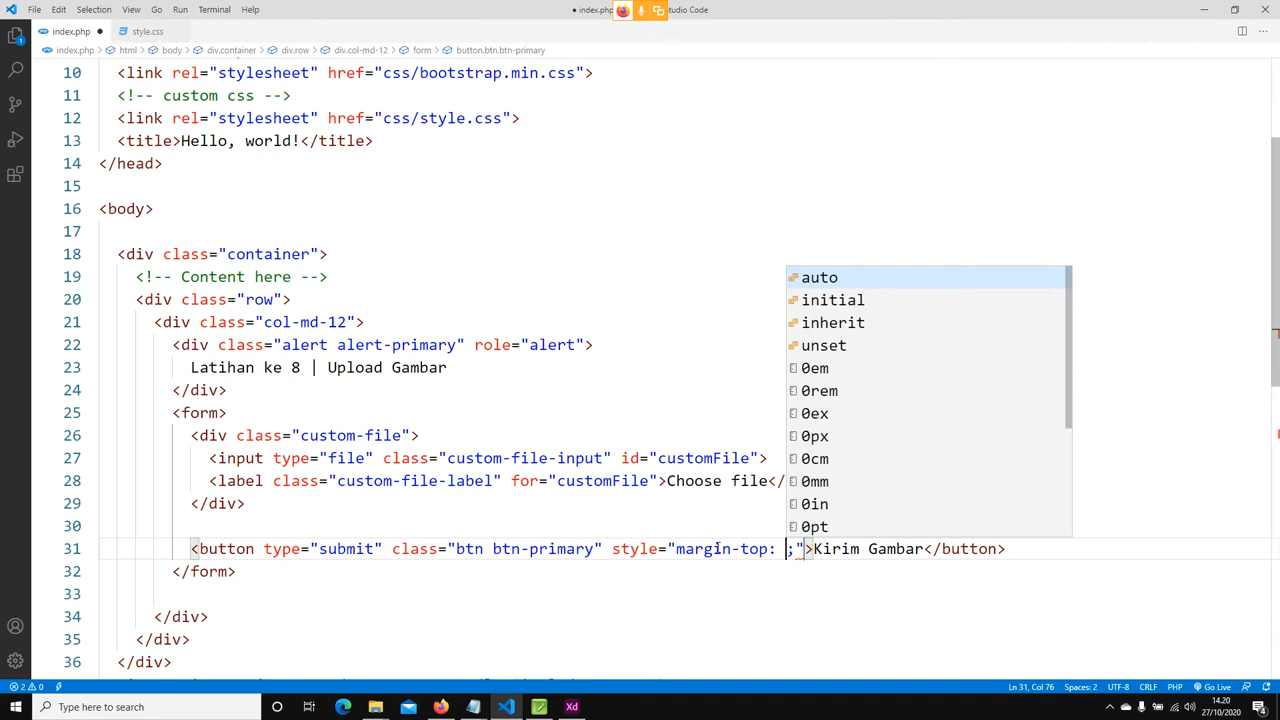 File Edit Selection View Go Run Terminal Help
● index.php
Studio Code
index.php ●
style.css
index.php > html > body > div.container > div.row > div.col-md-12 > form > button.btn.btn-primary
10 <link rel="stylesheet" href="css/bootstrap.min.css">
11 <!-- custom css -->
12 <link rel="stylesheet" href="css/style.css">
13 <title>Hello, world!</title>
14 </head>
15
16 <body>
17
18 <div class="container">
19 <!-- Content here -->
20 <div class="row">
21 <div class="col-md-12">
22 <div class="alert alert-primary" role="alert">
23 Latihan ke 8 | Upload Gambar
24 </div>
25 <form>
26 <div class="custom-file">
27 <input type="file" class="custom-file-input" id="customFile">
28 <label class="custom-file-label" for="customFile">Choose file</
29 </div>
30
31 <button type="submit" class="btn btn-primary" style="margin-top: ;">Kirim Gambar</button>
32 </form>
33
34 </div>
35 </div>
36 </div>
auto
initial
inherit
unset
0em
0rem
0ex
0px
0cm
0mm
0in
0pt
1
2 0
Ln 31, Col 76 Spaces: 2 UTF-8 CRLF PHP Go Live
Type here to search
Xd
14.20
27/10/2020
4